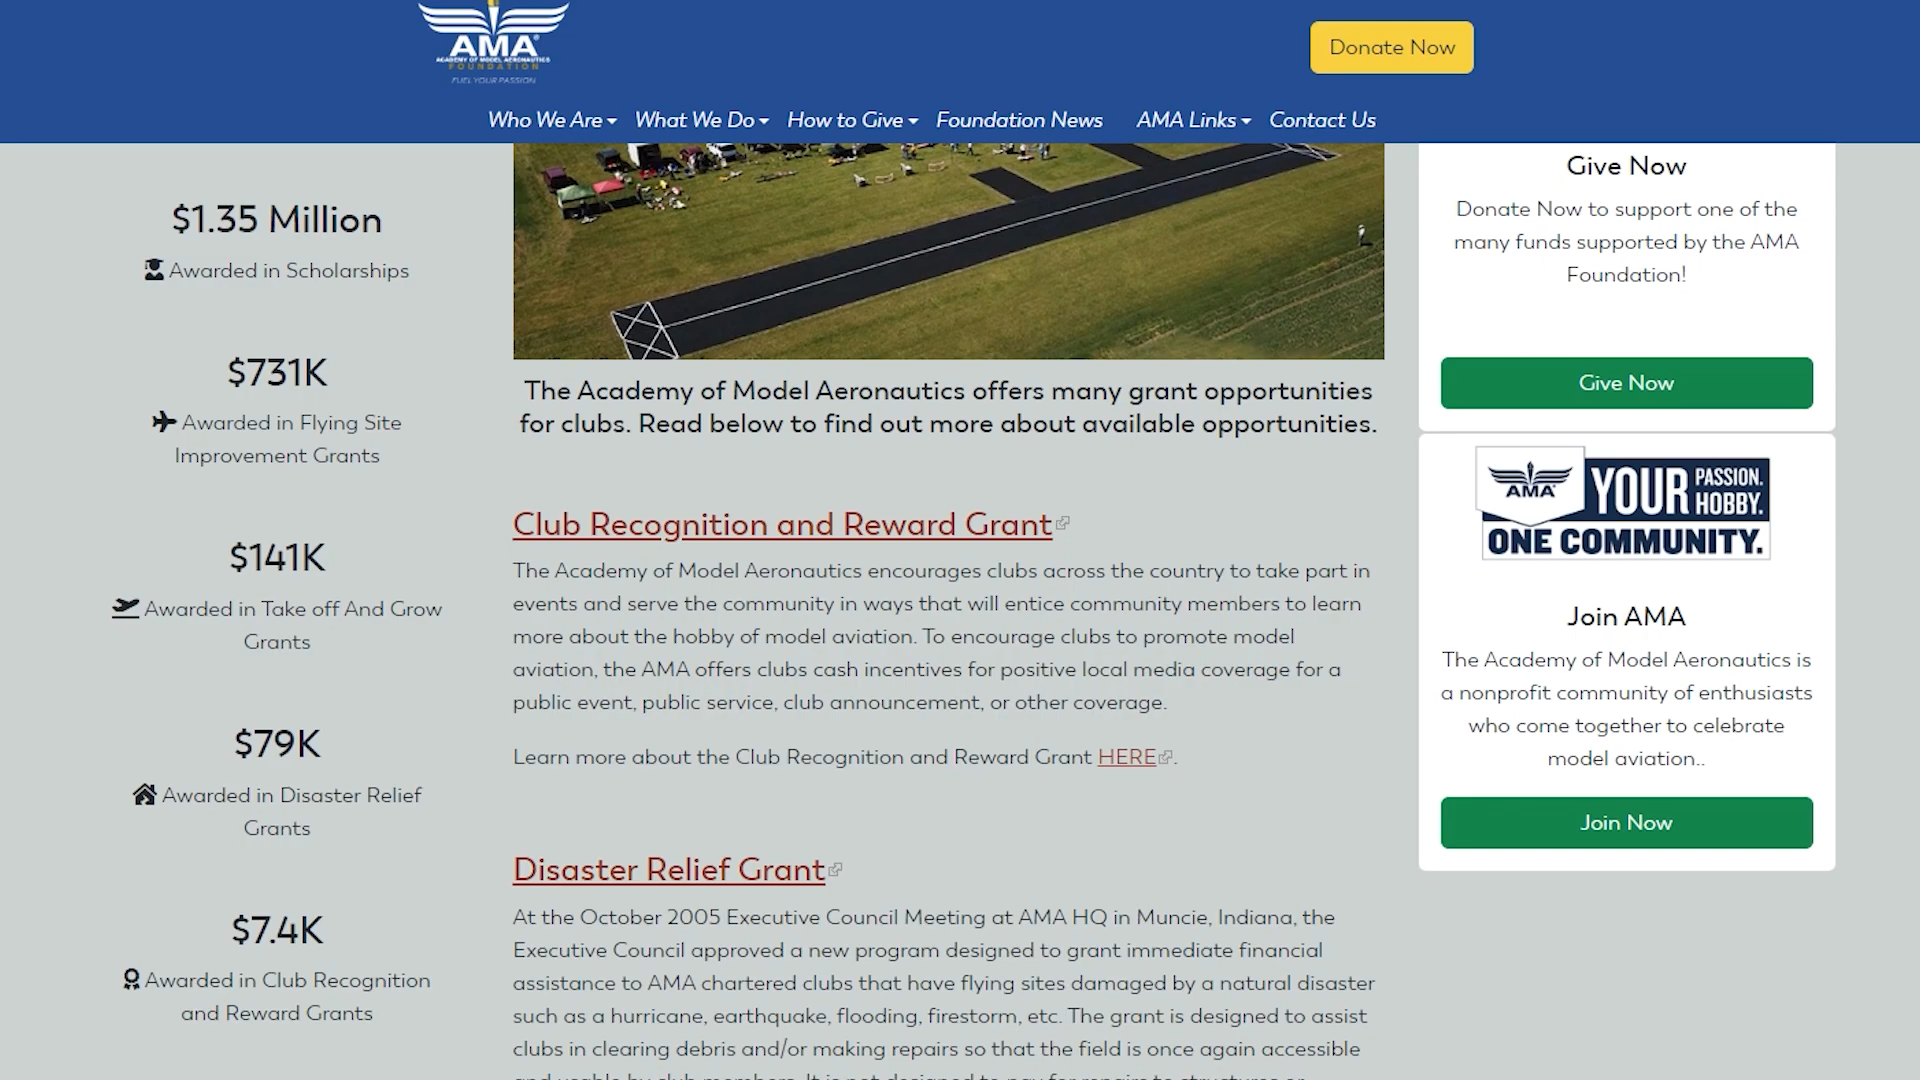 AMA
ACADEMY OF MODEL AERONAUTICS
FOUNDATION
FUEL YOUR PASSION
Donate Now
Who We Are
What We Do
How to Give
Foundation News
AMA Links
Contact Us
$1.35 Million
Awarded in Scholarships
$731K
Awarded in Flying Site
Improvement Grants
$141K
Awarded in Take off And Grow
Grants
$79K
Awarded in Disaster Relief
Grants
$7.4K
Awarded in Club Recognition
and Reward Grants
The Academy of Model Aeronautics offers many grant opportunities
for clubs. Read below to find out more about available opportunities.
Club Recognition and Reward Grant
The Academy of Model Aeronautics encourages clubs across the country to take part in
events and serve the community in ways that will entice community members to learn
more about the hobby of model aviation. To encourage clubs to promote model
aviation, the AMA offers clubs cash incentives for positive local media coverage for a
public event, public service, club announcement, or other coverage.
Learn more about the Club Recognition and Reward Grant HERE.
Disaster Relief Grant
At the October 2005 Executive Council Meeting at AMA HQ in Muncie, Indiana, the
Executive Council approved a new program designed to grant immediate financial
assistance to AMA chartered clubs that have flying sites damaged by a natural disaster
such as a hurricane, earthquake, flooding, firestorm, etc. The grant is designed to assist
clubs in clearing debris and/or making repairs so that the field is once again accessible
Give Now
Donate Now to support one of the
many funds supported by the AMA
Foundation!
Give Now
AMA
YOUR PASSION.
HOBBY.
ONE COMMUNITY.
Join AMA
The Academy of Model Aeronautics is
a nonprofit community of enthusiasts
who come together to celebrate
model aviation..
Join Now